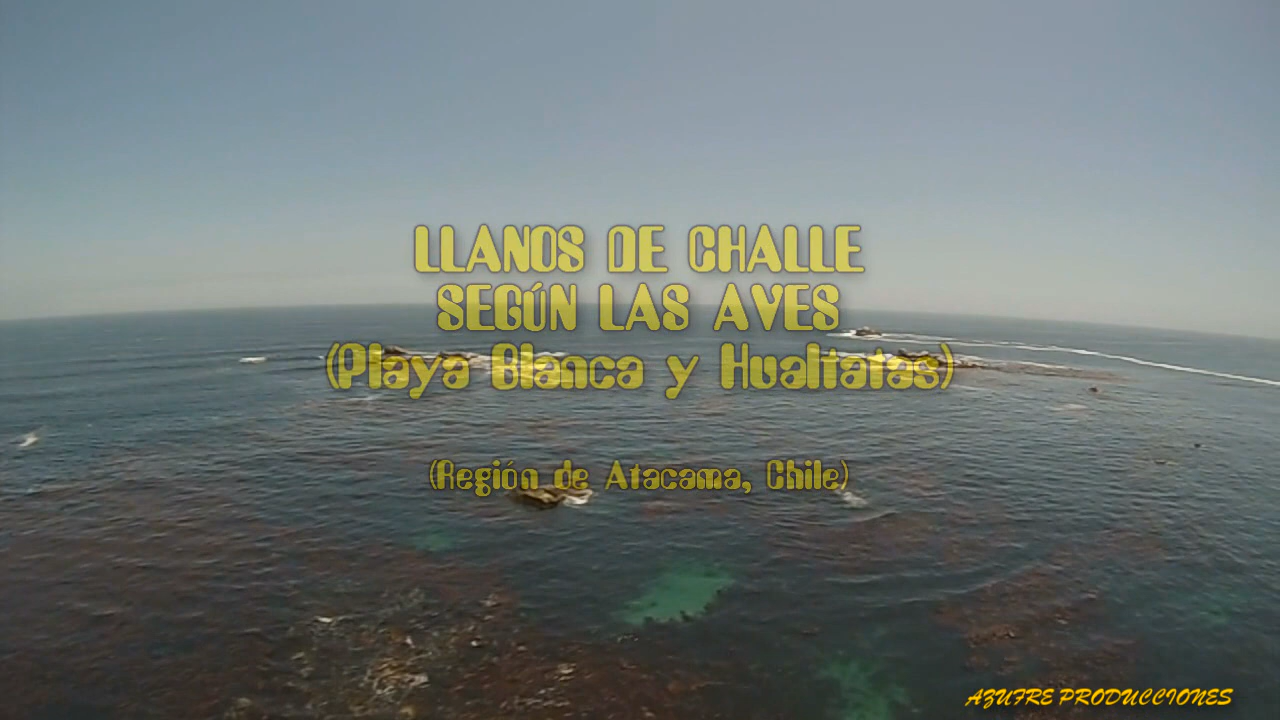 LLANOS DE CHALLE
SEGÚN LAS AVES
(Playa Blanca y Hualtatas)
(Región de Atacama, Chile)
AZUFRE PRODUCCIONES